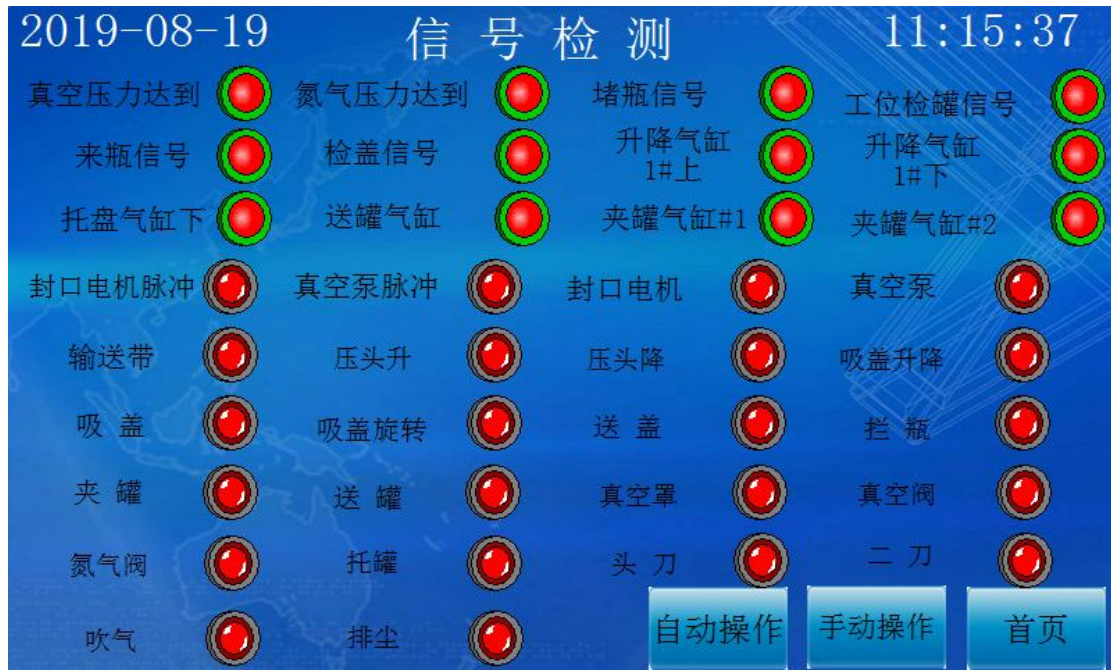 2019-08-19 信号检测 11:15:37
真空压力达到 氮气压力达到 堵瓶信号 工位检罐信号
来瓶信号 检盖信号 升降气缸 升降气缸
1#上 1#下
托盘气缸下 送罐气缸 夹罐气缸#1 夹罐气缸#2
封口电机脉冲 真空泵脉冲 封口电机 真空泵
输送带 压头升 压头降 吸盖升降
吸 盖 吸盖旋转 送 盖 拦 瓶
夹 罐 送 罐 真空罩 真空阀
氮气阀 托罐 头 刀 二 刀
吹气 排尘 自动操作 手动操作 首页